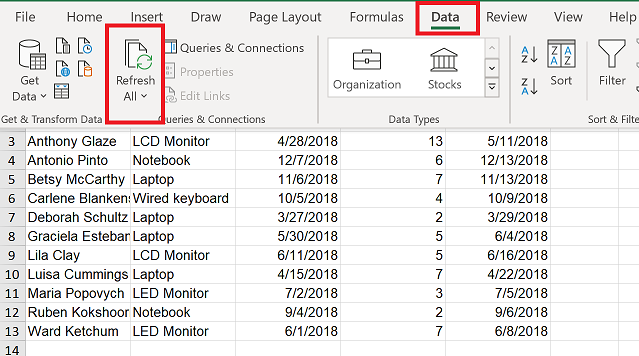 File Home Insert Draw Page Layout Formulas Data Review View Help
Get Data
Refresh All
Queries & Connections
Properties
Edit Links
Organization
Stocks
Sort
Filter
Get & Transform Data Queries & Connections Data Types Sort & Filte
3 Anthony Glaze LCD Monitor 4/28/2018 13 5/11/2018
4 Antonio Pinto Notebook 12/7/2018 6 12/13/2018
5 Betsy McCarthy Laptop 11/6/2018 7 11/13/2018
6 Carlene Blankens Wired keyboard 10/5/2018 4 10/9/2018
7 Deborah Schultz Laptop 3/27/2018 2 3/29/2018
8 Graciela Esteban Laptop 5/30/2018 5 6/4/2018
9 Lila Clay LCD Monitor 6/11/2018 5 6/16/2018
10 Luisa Cummings Laptop 4/15/2018 7 4/22/2018
11 Maria Popovych LED Monitor 7/2/2018 3 7/5/2018
12 Ruben Kokshoor Notebook 9/4/2018 2 9/6/2018
13 Ward Ketchum LED Monitor 6/1/2018 7 6/8/2018
14